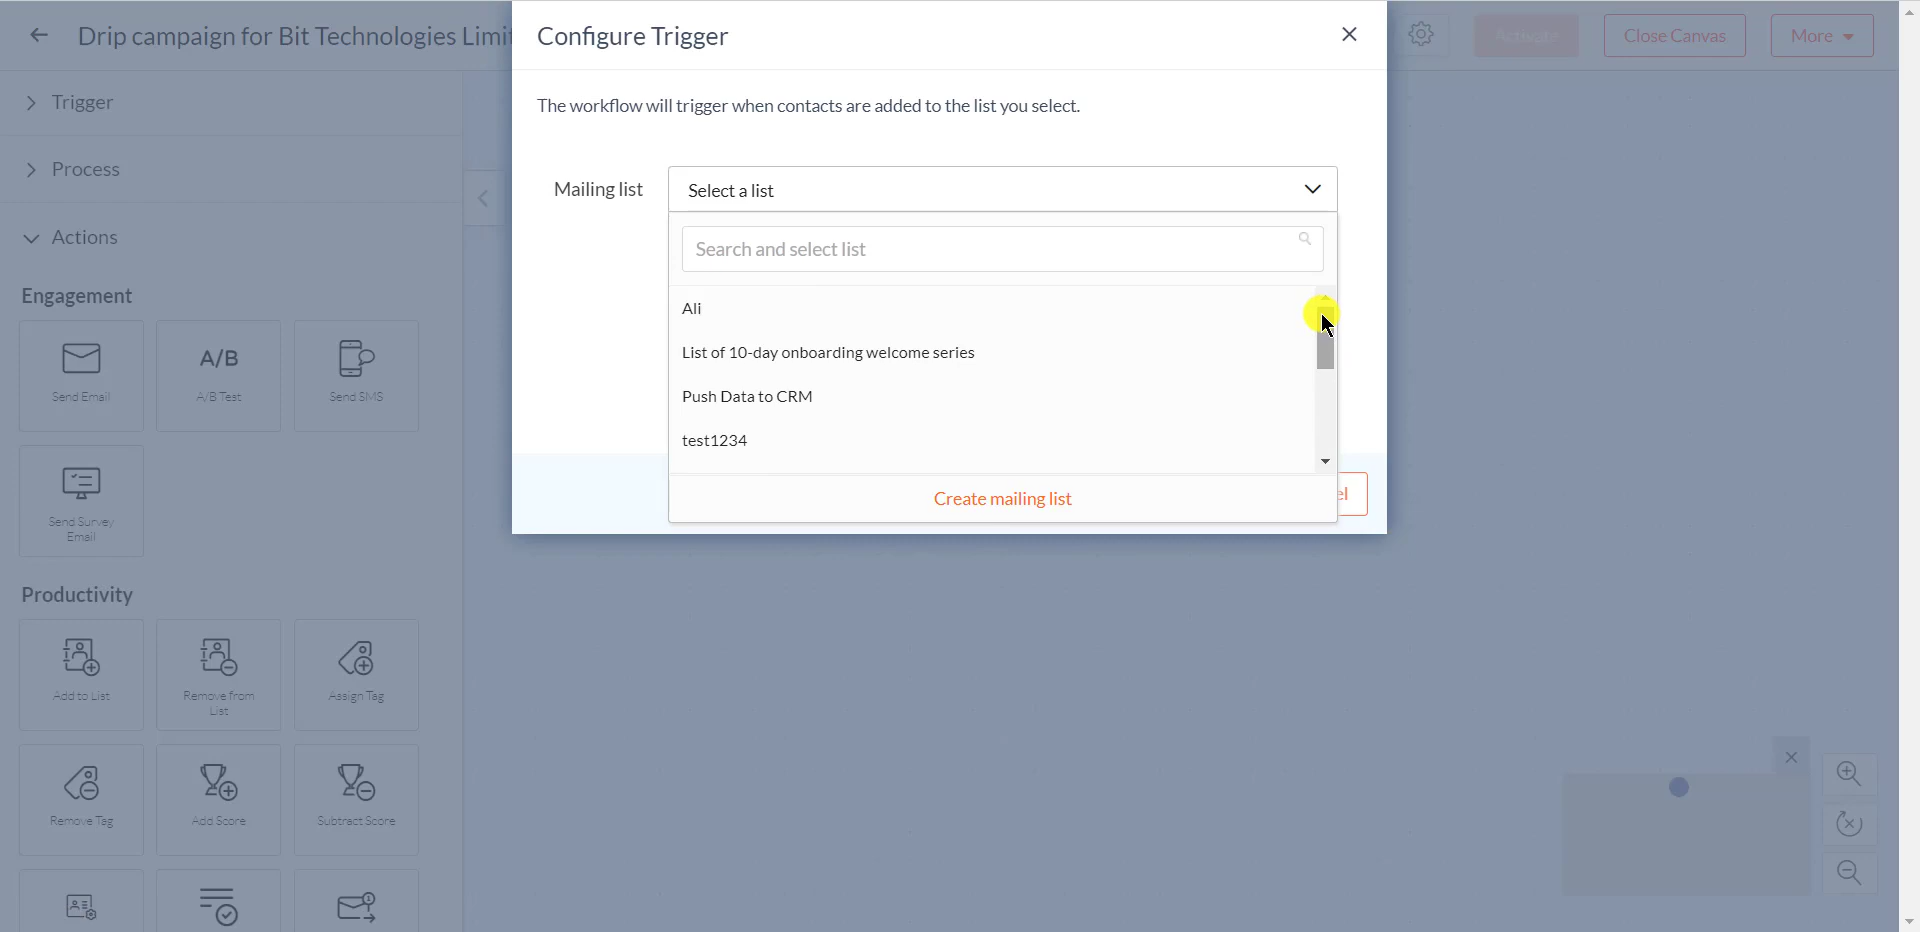 Drip campaign for Bit Technologies Limit
Configure Trigger
Activate
Close Canvas
More
Trigger
The workflow will trigger when contacts are added to the list you select.
Process
Mailing list
Select a list
Actions
Search and select list
Engagement
Ali
List of 10-day onboarding welcome series
Push Data to CRM
test1234
A/B
Send Email
A/B Test
Send SMS
el
Create mailing list
Send Survey
Email
Productivity
Add to List
Remove from
List
Assign Tag
Remove Tag
Add Score
Subtract Score